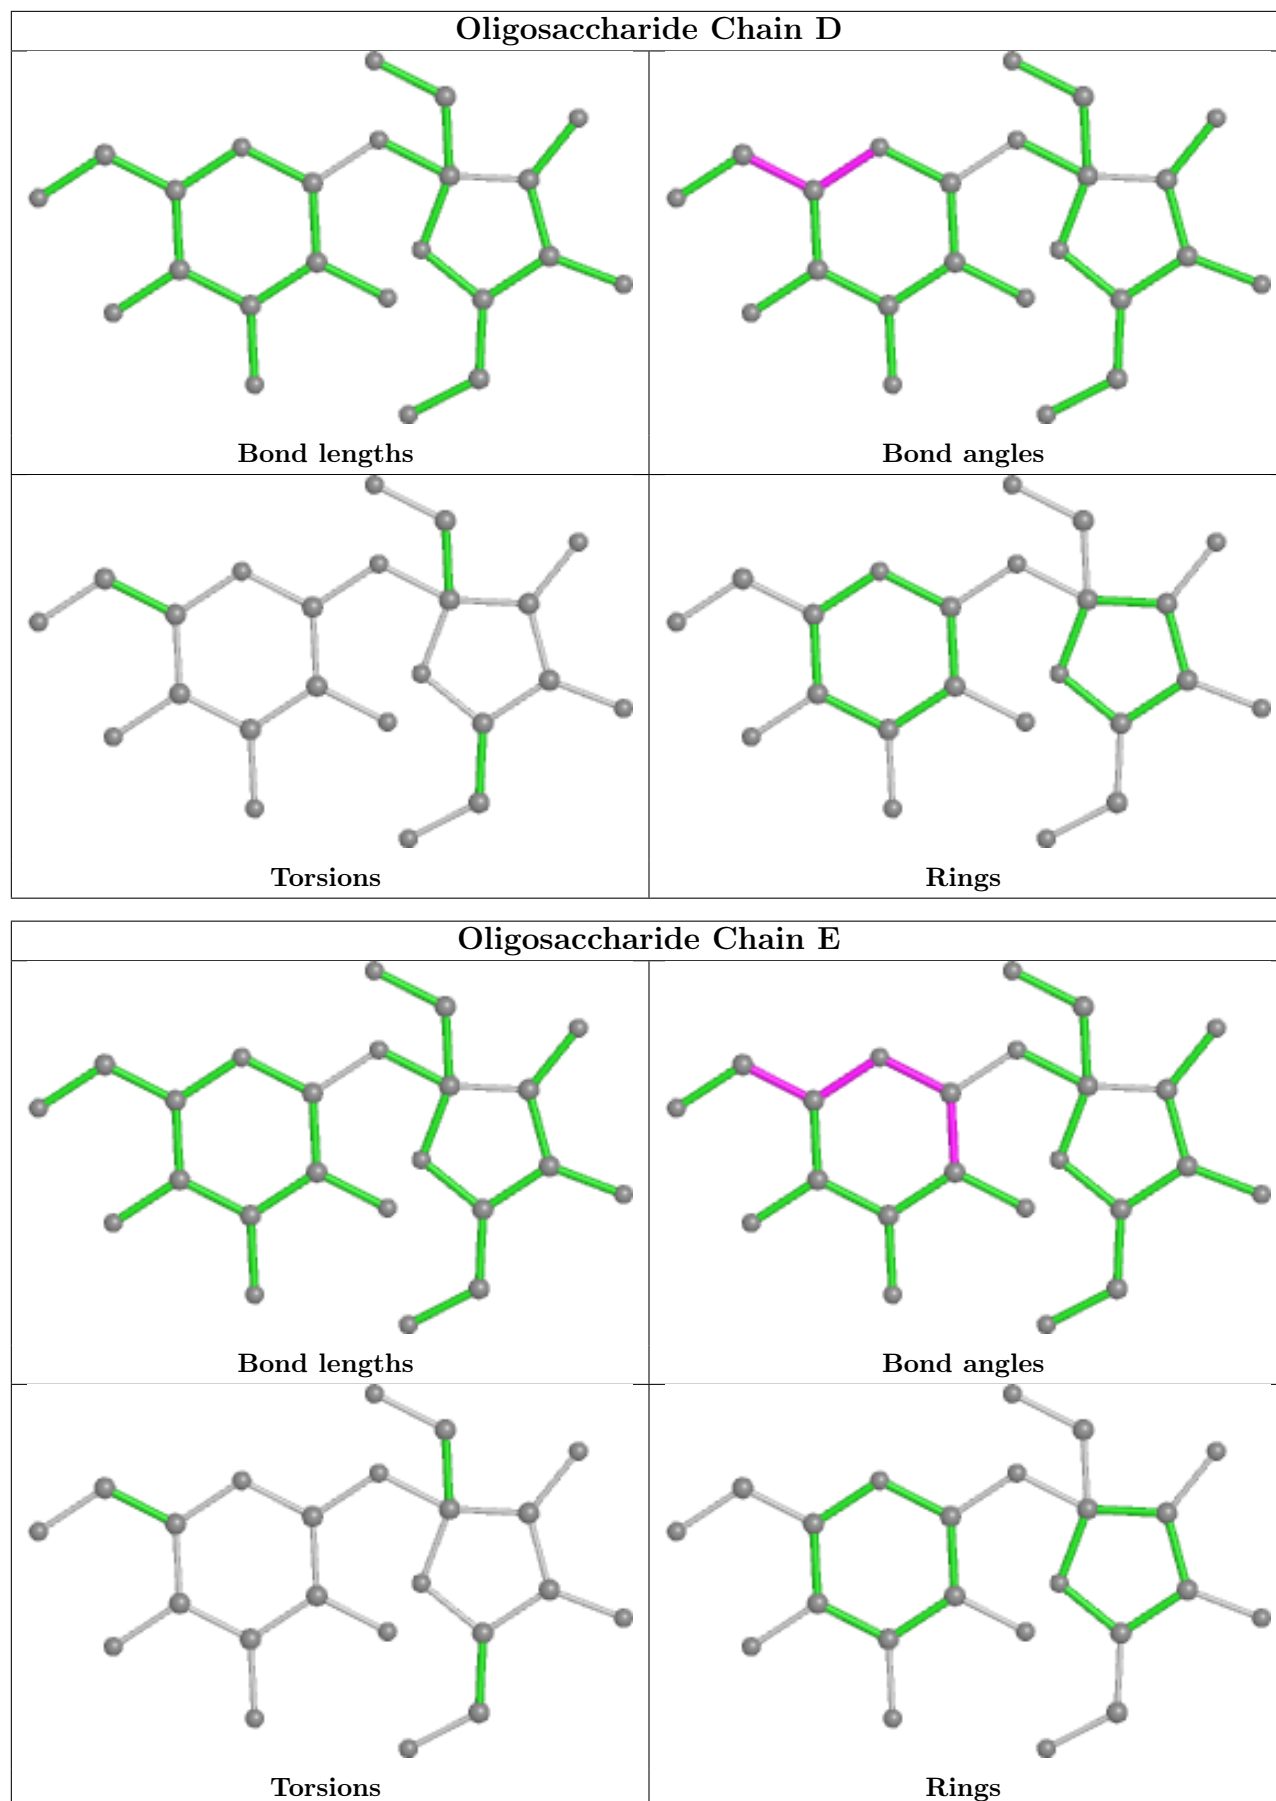 Oligosaccharide Chain D
Bond lengths
Bond angles
Torsions
Rings
Oligosaccharide Chain E
Bond lengths
Bond angles
Torsions
Rings